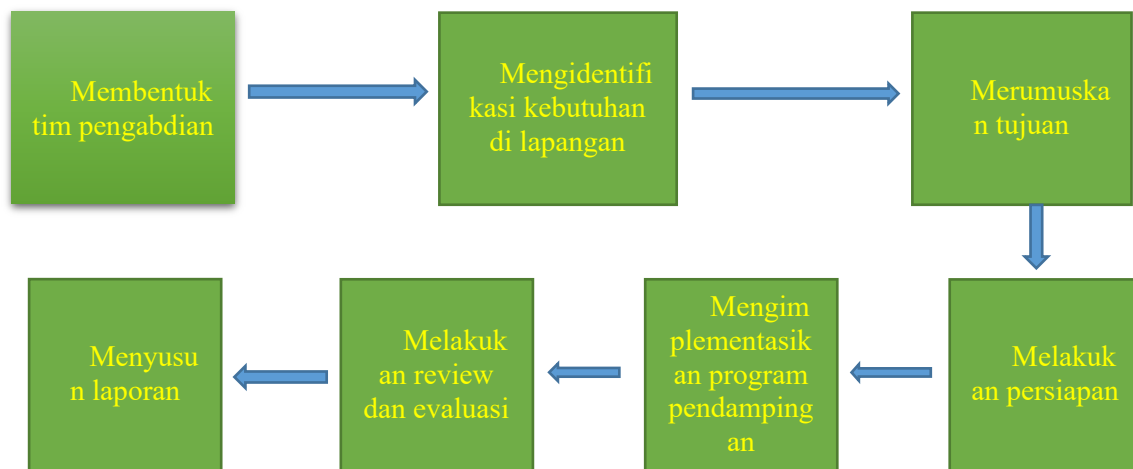 Membentuk
tim pengabdian
Mengidentifi
kasi kebutuhan
di lapangan
Merumuska
n tujuan
Melakuk
an persiapan
Mengim
plementasik
an program
pendamping
an
Melakuk
an review
dan evaluasi
Menyusu
n laporan